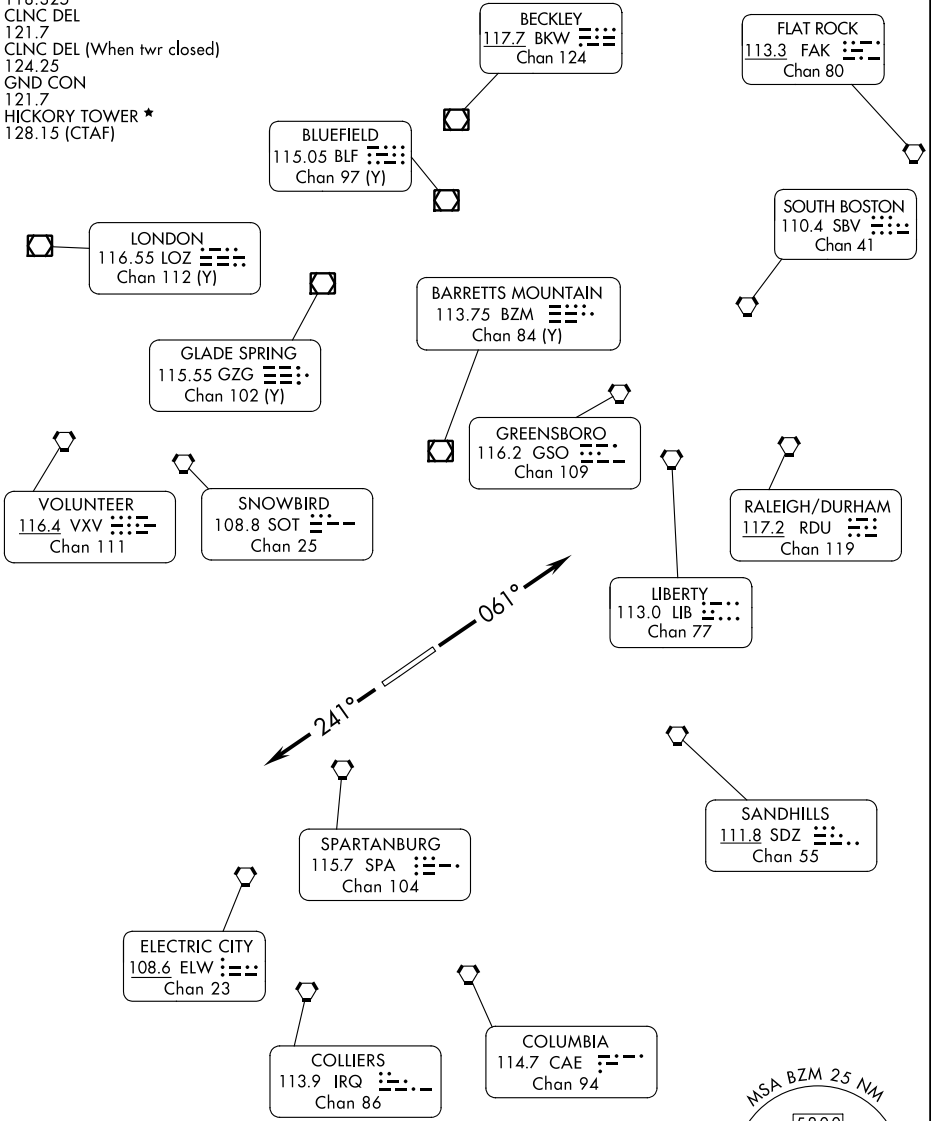 CLNC DEL
121.7
CLNC DEL (When twr closed)
124.25
GND CON
121.7
HICKORY TOWER ★
128.15 (CTAF)
BECKLEY
117.7 BKW
Chan 124
FLAT ROCK
113.3 FAK
Chan 80
BLUEFIELD
115.05 BLF
Chan 97 (Y)
SOUTH BOSTON
110.4 SBV
Chan 41
LONDON
116.55 LOZ
Chan 112 (Y)
BARRETTS MOUNTAIN
113.75 BZM
Chan 84 (Y)
GLADE SPRING
115.55 GZG
Chan 102 (Y)
GREENSBORO
116.2 GSO
Chan 109
VOLUNTEER
116.4 VXV
Chan 111
SNOWBIRD
108.8 SOT
Chan 25
RALEIGH/DURHAM
117.2 RDU
Chan 119
LIBERTY
113.0 LIB
Chan 77
061°
241°
SANDHILLS
111.8 SDZ
Chan 55
SPARTANBURG
115.7 SPA
Chan 104
ELECTRIC CITY
108.6 ELW
Chan 23
COLUMBIA
114.7 CAE
Chan 94
COLLIERS
113.9 IRQ
Chan 86
MSA BZM 25 NM